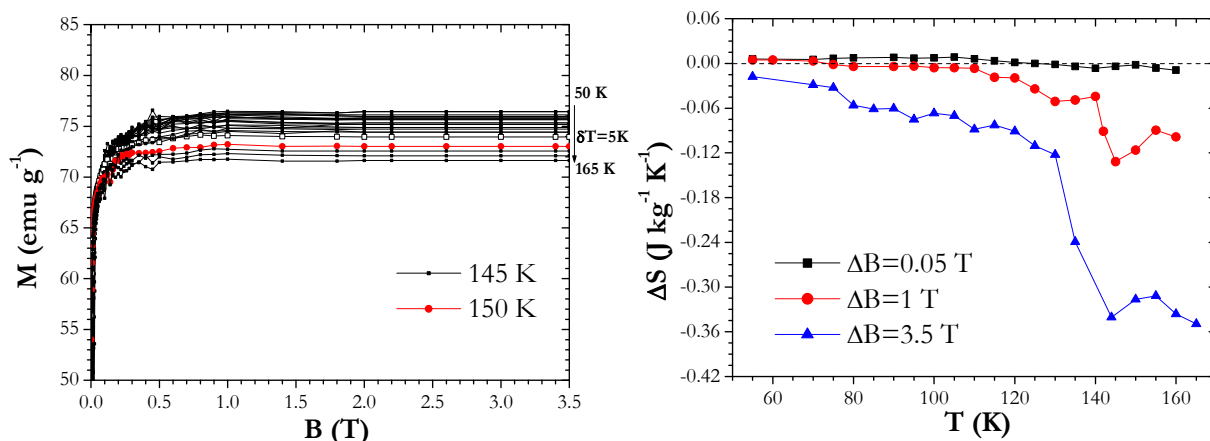 85
80
75
70
65
60
55
50
M (emu g⁻¹)
0.0 0.5 1.0 1.5 2.0 2.5 3.0 3.5
B (T)
50 K
δT=5K
165 K
145 K
150 K
0.06
0.00
-0.06
-0.12
-0.18
-0.24
-0.30
-0.36
-0.42
ΔS (J kg⁻¹ K⁻¹)
60 80 100 120 140 160
T (K)
ΔB=0.05 T
ΔB=1 T
ΔB=3.5 T